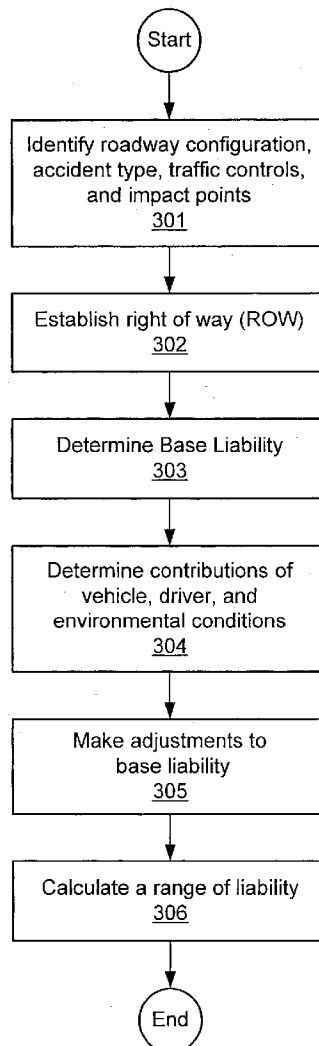 Start
Identify roadway configuration,
accident type, traffic controls,
and impact points
301
Establish right of way (ROW)
302
Determine Base Liability
303
Determine contributions of
vehicle, driver, and
environmental conditions
304
Make adjustments to
base liability
305
Calculate a range of liability
306
End